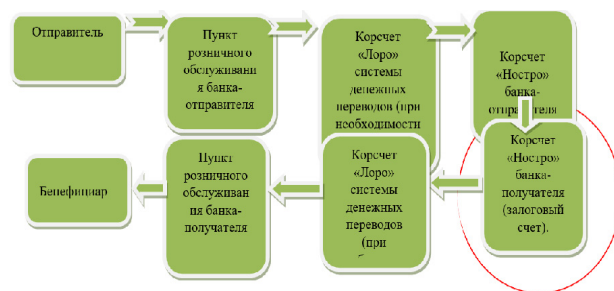 Отправитель
Пункт
розничного
обслуживани
я банка-
отправителя
Корсчет
«Лоро»
системы
денежных
переводов (при
необходимости
Корсчет
«Ностро»
банка-
отправителя
Корсчет
«Ностро»
банка-
получателя
(залоговый
счет).
Корсчет
«Лоро»
системы
денежных
переводов
(при
Пункт
розничного
обслуживан
ия банка-
получателя
Бенефициар